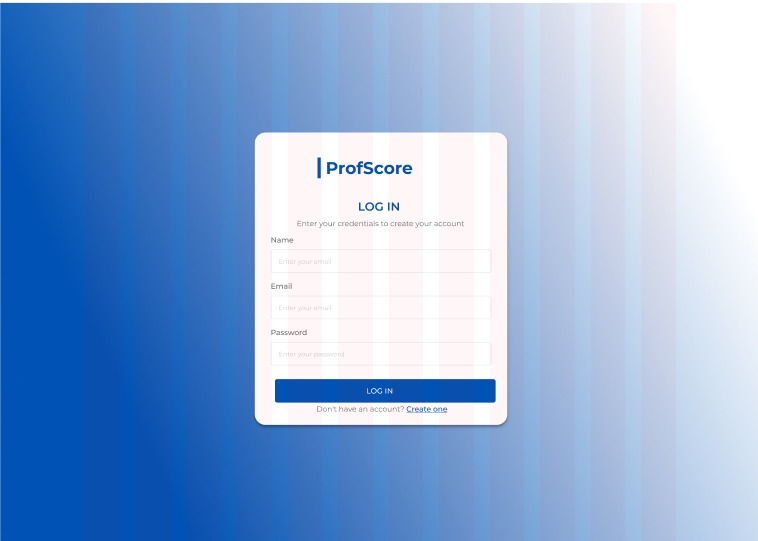 ProfScore
LOG IN
Enter your credentials to create your account
Name
Enter your email
Email
Enter your email
Password
Enter your password
LOG IN
Don't have an account? Create one